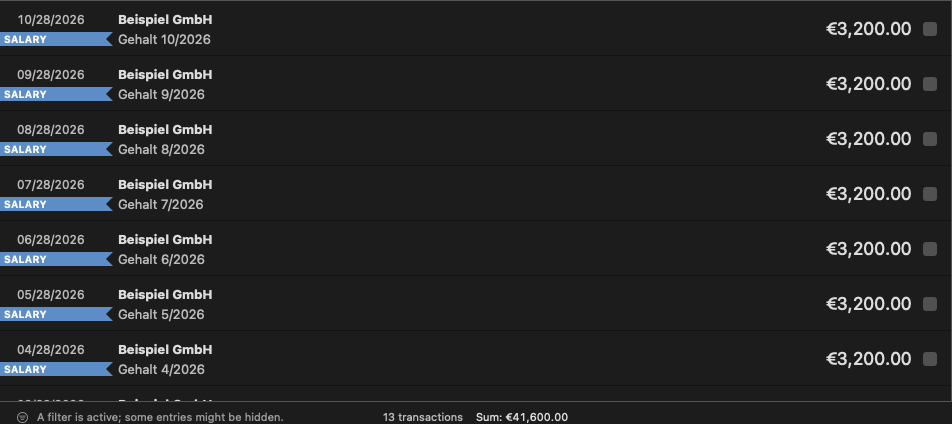 10/28/2026 Beispiel GmbH €3,200.00
SALARY Gehalt 10/2026
09/28/2026 Beispiel GmbH €3,200.00
SALARY Gehalt 9/2026
08/28/2026 Beispiel GmbH €3,200.00
SALARY Gehalt 8/2026
07/28/2026 Beispiel GmbH €3,200.00
SALARY Gehalt 7/2026
06/28/2026 Beispiel GmbH €3,200.00
SALARY Gehalt 6/2026
05/28/2026 Beispiel GmbH €3,200.00
SALARY Gehalt 5/2026
04/28/2026 Beispiel GmbH €3,200.00
SALARY Gehalt 4/2026
A filter is active; some entries might be hidden. 13 transactions Sum: €41,600.00